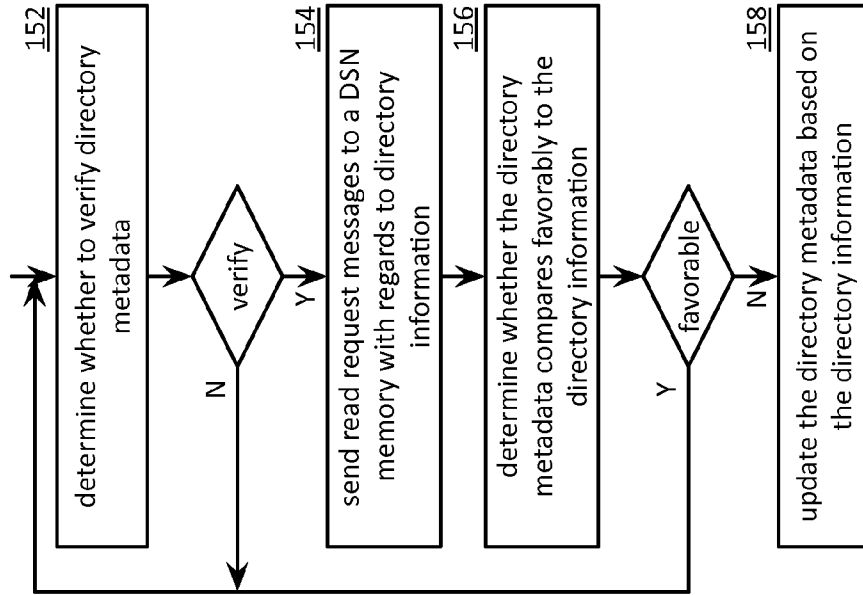 152
determine whether to verify directory
metadata
verify
N
Y
154
send read request messages to a DSN
memory with regards to directory
information
156
determine whether the directory
metadata compares favorably to the
directory information
favorable
Y
N
158
update the directory metadata based on
the directory information